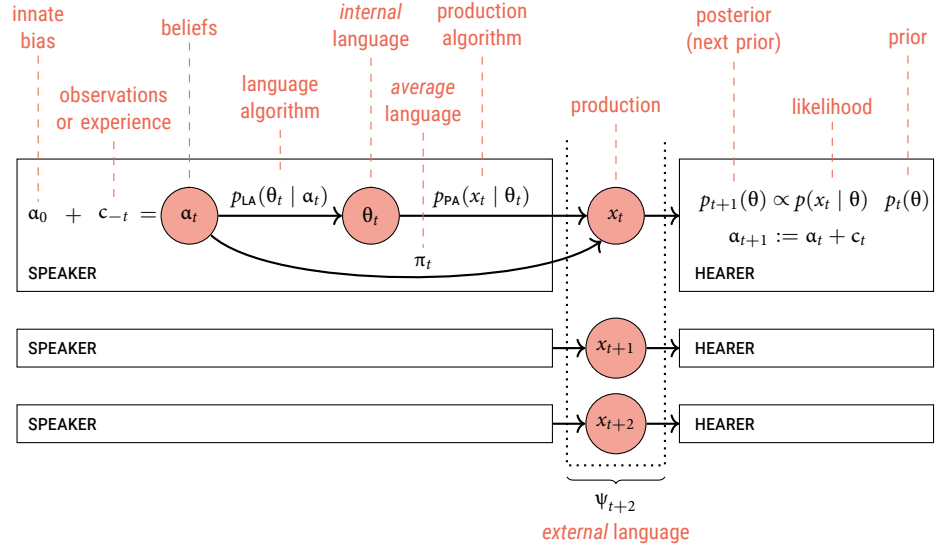 innate
bias
beliefs
internal
language
production
algorithm
posterior
(next prior)
prior
observations
or experience
language
algorithm
average
language
production
likelihood
α₀ + c₋ₜ = αₜ
p_LA(θₜ | αₜ)
θₜ
p_PA(xₜ | θₜ)
xₜ
pₜ₊₁(θ) ∝ p(xₜ | θ) pₜ(θ)
αₜ₊₁ := αₜ + cₜ
πₜ
SPEAKER
HEARER
SPEAKER
xₜ₊₁
HEARER
SPEAKER
xₜ₊₂
HEARER
ψₜ₊₂
external language